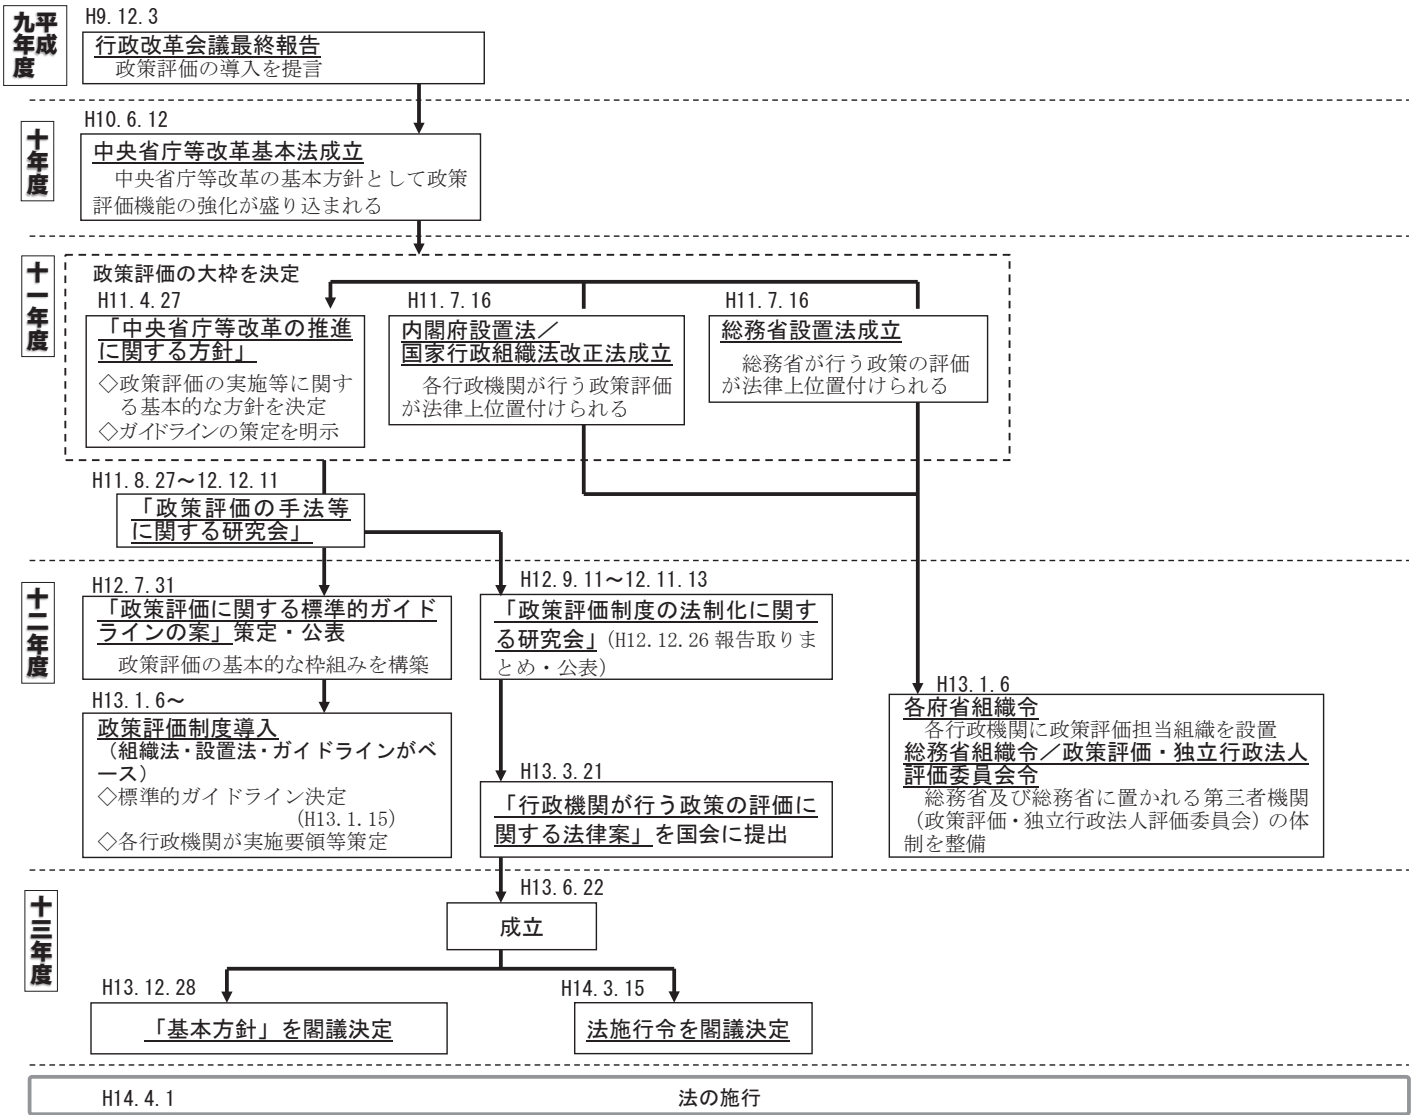 平成
九年度
H9.12.3
行政改革会議最終報告
政策評価の導入を提言
十年度
H10.6.12
中央省庁等改革基本法成立
中央省庁等改革の基本方針として政策
評価機能の強化が盛り込まれる
十一年度
政策評価の大枠を決定
H11.4.27
「中央省庁等改革の推進
に関する方針」
◇政策評価の実施等に関す
る基本的な方針を決定
◇ガイドラインの策定を明示
H11.7.16
内閣府設置法／
国家行政組織法改正法成立
各行政機関が行う政策評価
が法律上位置付けられる
H11.7.16
総務省設置法成立
総務省が行う政策の評価
が法律上位置付けられる
H11.8.27～12.12.11
「政策評価の手法等
に関する研究会」
十二年度
H12.7.31
「政策評価に関する標準的ガイド
ラインの案」策定・公表
政策評価の基本的な枠組みを構築
H12.9.11～12.11.13
「政策評価制度の法制化に関す
る研究会」(H12.12.26 報告取りま
とめ・公表)
H13.1.6～
政策評価制度導入
（組織法・設置法・ガイドラインがベ
ース）
◇標準的ガイドライン決定
(H13.1.15)
◇各行政機関が実施要領等策定
H13.3.21
「行政機関が行う政策の評価に
関する法律案」を国会に提出
H13.1.6
各府省組織令
各行政機関に政策評価担当組織を設置
総務省組織令／政策評価・独立行政法人
評価委員会令
総務省及び総務省に置かれる第三者機関
（政策評価・独立行政法人評価委員会）の体
制を整備
十三年度
H13.6.22
成立
H13.12.28
「基本方針」を閣議決定
H14.3.15
法施行令を閣議決定
H14.4.1
法の施行